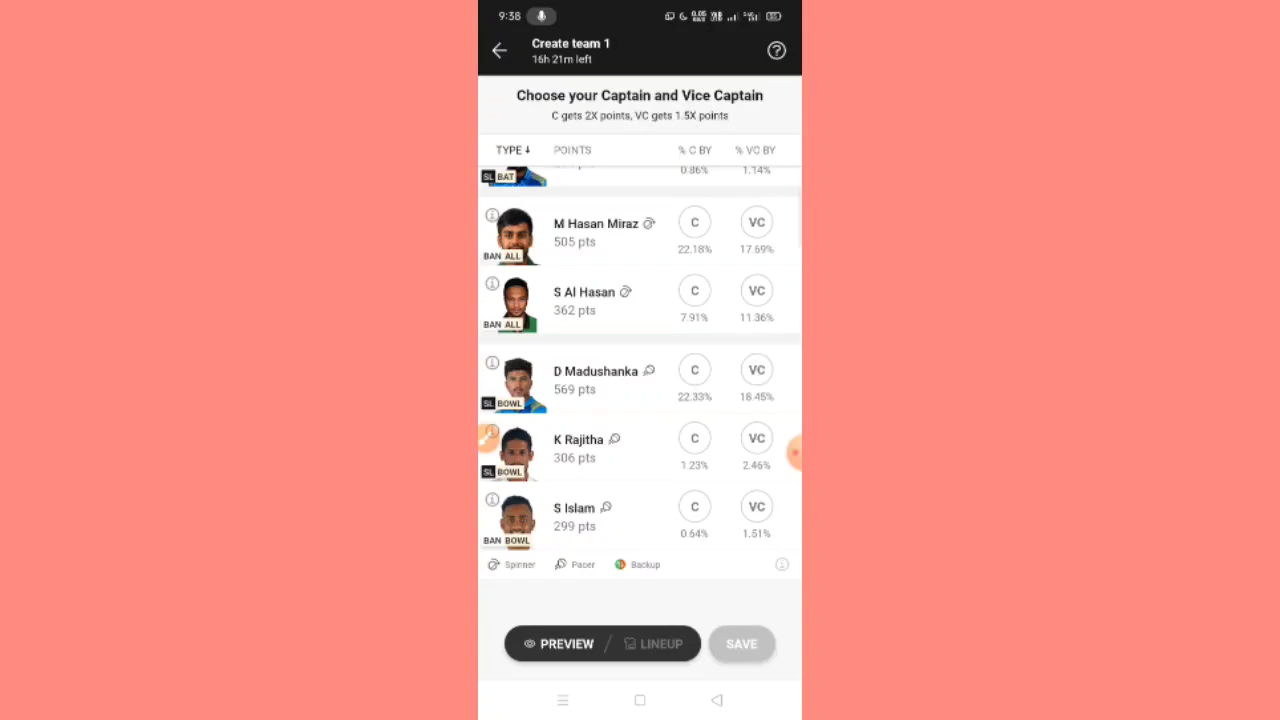 9:38
Create team 1
16h 21m left
Choose your Captain and Vice Captain
C gets 2X points, VC gets 1.5X points
TYPE POINTS % C BY % VC BY
SL BAT 0.86% 1.14%
M Hasan Miraz C VC
505 pts
BAN ALL 22.18% 17.69%
S Al Hasan C VC
362 pts
BAN ALL 7.91% 11.36%
D Madushanka C VC
569 pts
SL BOWL 22.33% 18.45%
K Rajitha C VC
306 pts
SL BOWL 1.23% 2.46%
S Islam C VC
299 pts
BAN BOWL 0.64% 1.51%
Spinner Pacer Backup
PREVIEW / LINEUP SAVE